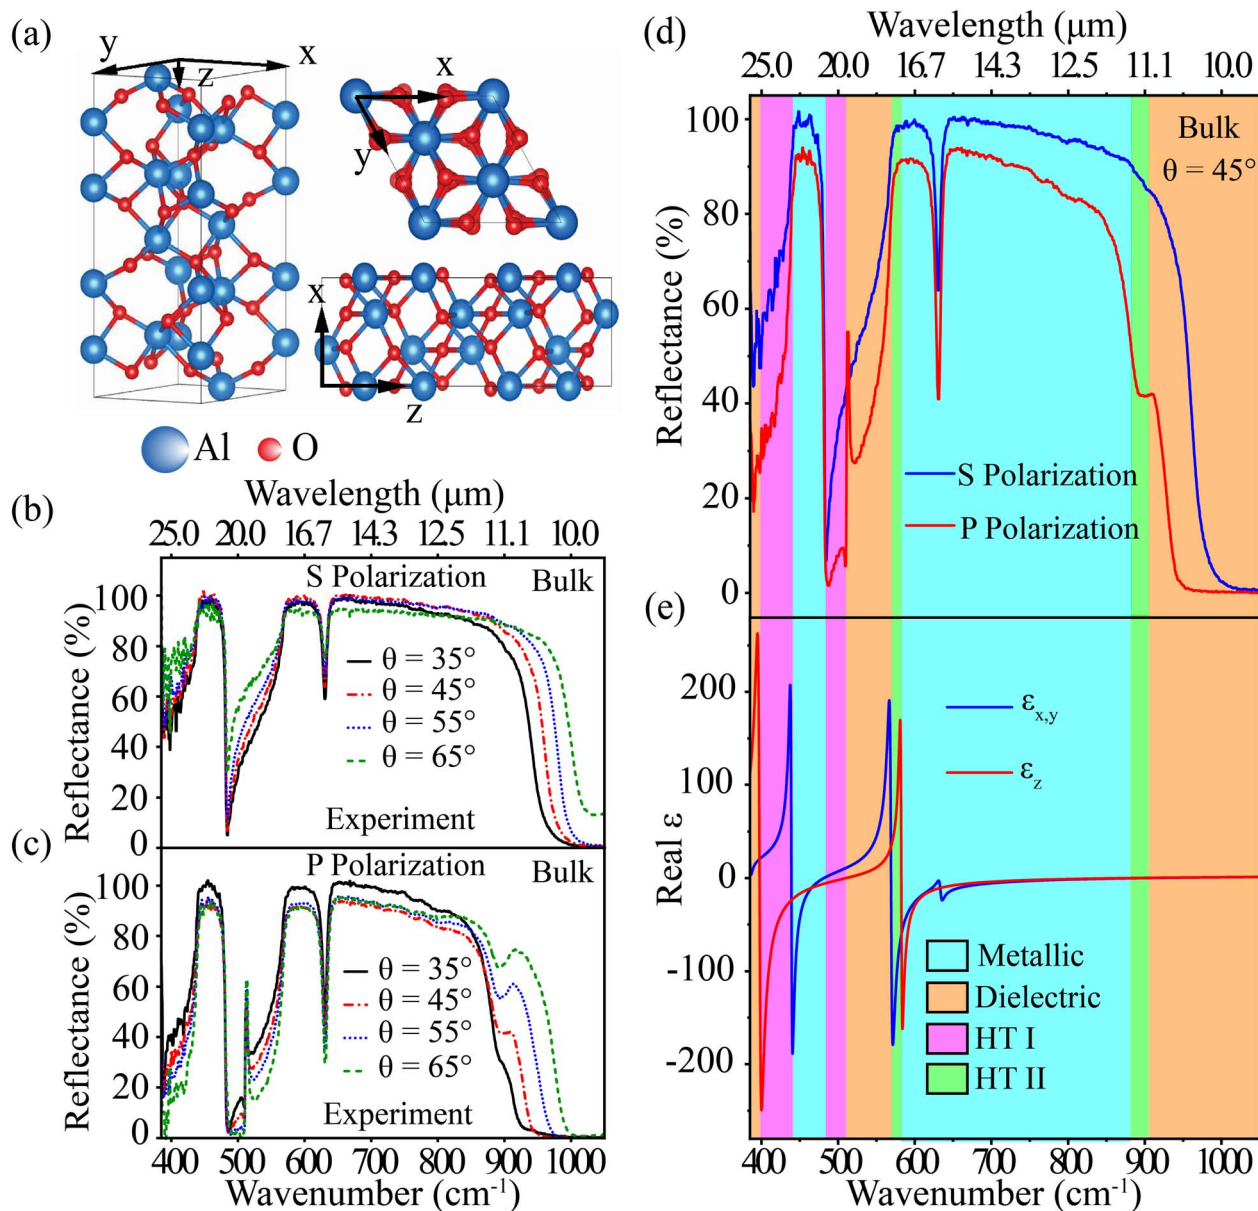 (a)
y
x
z
x
y
x
z
Al
O
(b)
Wavelength (μm)
25.0 20.0 16.7 14.3 12.5 11.1 10.0
S Polarization
Bulk
θ = 35°
θ = 45°
θ = 55°
θ = 65°
Experiment
Reflectance (%)
100
80
60
40
20
0
(c)
P Polarization
Bulk
θ = 35°
θ = 45°
θ = 55°
θ = 65°
Experiment
Reflectance (%)
100
80
60
40
20
0
400 500 600 700 800 900 1000
Wavenumber (cm⁻¹)
(d)
Wavelength (μm)
25.0 20.0 16.7 14.3 12.5 11.1 10.0
Bulk
θ = 45°
S Polarization
P Polarization
Reflectance (%)
100
80
60
40
20
0
(e)
εx,y
εz
Metallic
Dielectric
HT I
HT II
Real ε
200
100
0
-100
-200
400 500 600 700 800 900 1000
Wavenumber (cm⁻¹)